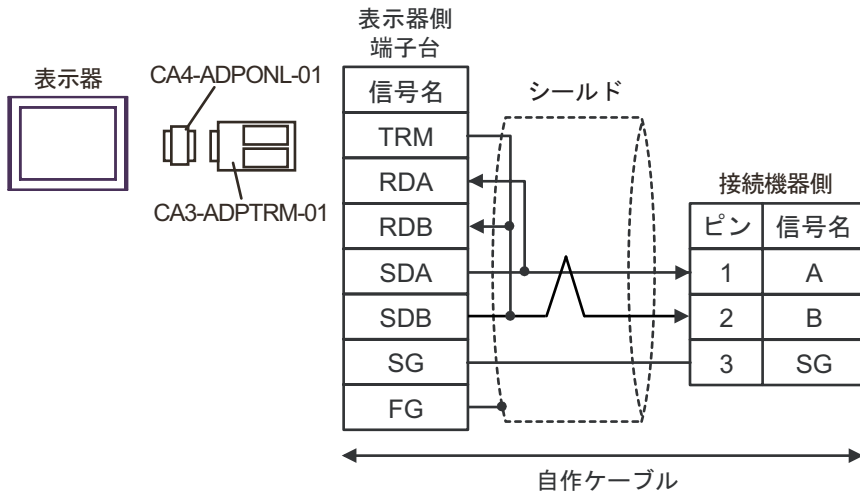 表示器
CA4-ADPONL-01
CA3-ADPTRM-01
表示器側
端子台
信号名
TRM
RDA
RDB
SDA
SDB
SG
FG
シールド
接続機器側
ピン 信号名
1 A
2 B
3 SG
自作ケーブル